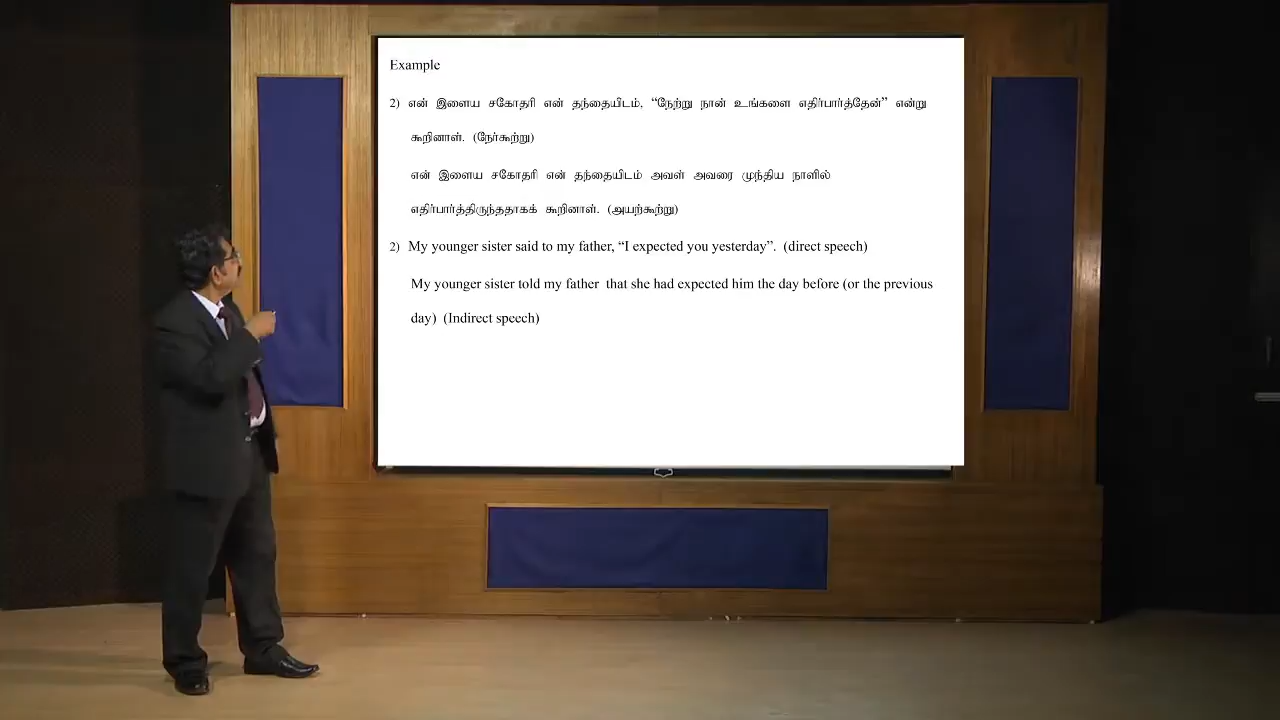 Example
2) என் இளைய சகோதரி என் தந்தையிடம், “நேற்று நான் உங்களை எதிர்பார்த்தேன்” என்று
கூறினாள். (நேர்கூற்று)
என் இளைய சகோதரி என் தந்தையிடம் அவள் அவரை முந்திய நாளில்
எதிர்பார்த்திருந்ததாகக் கூறினாள். (அயற்கூற்று)
2) My younger sister said to my father, “I expected you yesterday”. (direct speech)
My younger sister told my father that she had expected him the day before (or the previous
day) (Indirect speech)